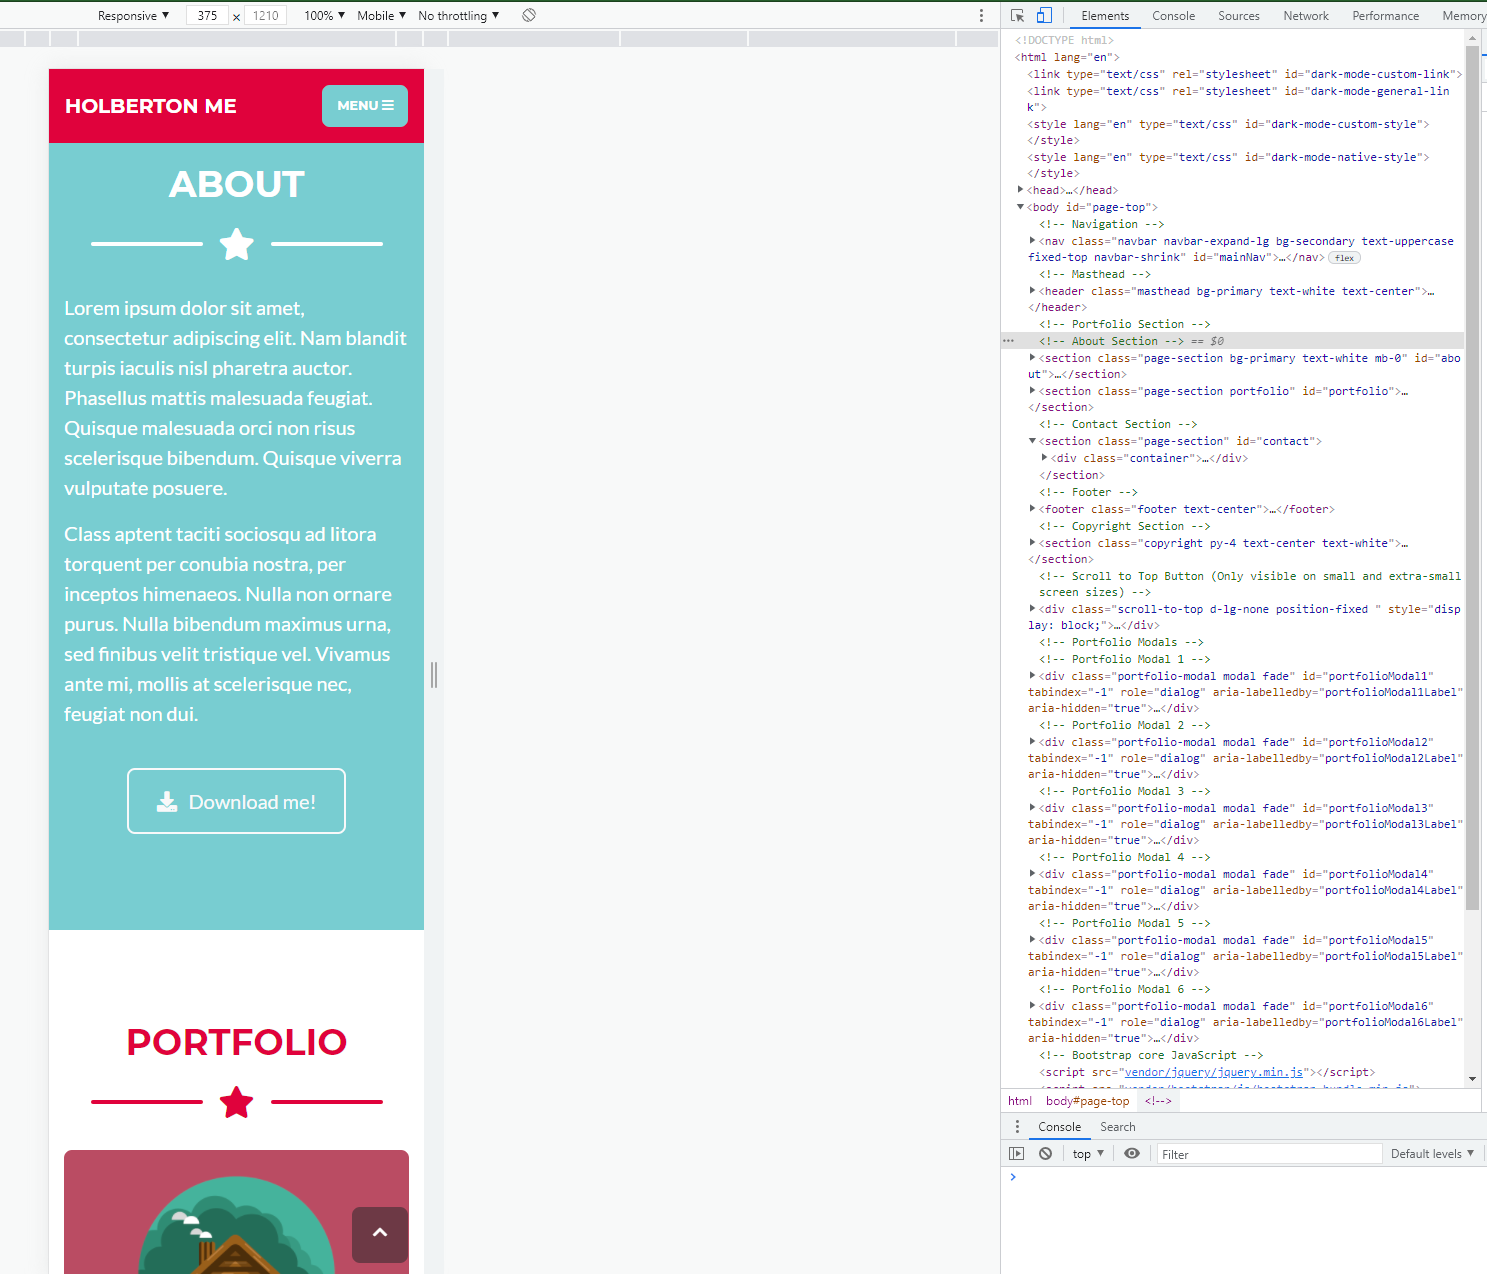 Responsive ▼ 375 × 1210 100% ▼ Mobile ▼ No throttling ▼
HOLBERTON ME
MENU
ABOUT
Lorem ipsum dolor sit amet,
consectetur adipiscing elit. Nam blandit
turpis iaculis nisl pharetra auctor.
Phasellus mattis malesuada feugiat.
Quisque malesuada orci non risus
scelerisque bibendum. Quisque viverra
vulputate posuere.
Class aptent taciti sociosqu ad litora
torquent per conubia nostra, per
inceptos himenaeos. Nulla non ornare
purus. Nulla bibendum maximus urna,
sed finibus velit tristique vel. Vivamus
ante mi, mollis at scelerisque nec,
feugiat non dui.
Download me!
PORTFOLIO
Elements Console Sources Network Performance Memory
<!DOCTYPE html>
<html lang="en">
<link type="text/css" rel="stylesheet" id="dark-mode-custom-link">
<link type="text/css" rel="stylesheet" id="dark-mode-general-lin
k">
<style lang="en" type="text/css" id="dark-mode-custom-style">
</style>
<style lang="en" type="text/css" id="dark-mode-native-style">
</style>
<head>…</head>
<body id="page-top">
<!-- Navigation -->
<nav class="navbar navbar-expand-lg bg-secondary text-uppercase
fixed-top navbar-shrink" id="mainNav">…</nav> flex
<!-- Masthead -->
<header class="masthead bg-primary text-white text-center">…
</header>
<!-- Portfolio Section -->
<!-- About Section --> == $0
<section class="page-section bg-primary text-white mb-0" id="abo
ut">…</section>
<section class="page-section portfolio" id="portfolio">…
</section>
<!-- Contact Section -->
<section class="page-section" id="contact">
<div class="container">…</div>
</section>
<!-- Footer -->
<footer class="footer text-center">…</footer>
<!-- Copyright Section -->
<section class="copyright py-4 text-center text-white">…
</section>
<!-- Scroll to Top Button (Only visible on small and extra-small
screen sizes) -->
<div class="scroll-to-top d-lg-none position-fixed " style="disp
lay: block;">…</div>
<!-- Portfolio Modals -->
<!-- Portfolio Modal 1 -->
<div class="portfolio-modal modal fade" id="portfolioModal1"
tabindex="-1" role="dialog" aria-labelledby="portfolioModal1Label"
aria-hidden="true">…</div>
<!-- Portfolio Modal 2 -->
<div class="portfolio-modal modal fade" id="portfolioModal2"
tabindex="-1" role="dialog" aria-labelledby="portfolioModal2Label"
aria-hidden="true">…</div>
<!-- Portfolio Modal 3 -->
<div class="portfolio-modal modal fade" id="portfolioModal3"
tabindex="-1" role="dialog" aria-labelledby="portfolioModal3Label"
aria-hidden="true">…</div>
<!-- Portfolio Modal 4 -->
<div class="portfolio-modal modal fade" id="portfolioModal4"
tabindex="-1" role="dialog" aria-labelledby="portfolioModal4Label"
aria-hidden="true">…</div>
<!-- Portfolio Modal 5 -->
<div class="portfolio-modal modal fade" id="portfolioModal5"
tabindex="-1" role="dialog" aria-labelledby="portfolioModal5Label"
aria-hidden="true">…</div>
<!-- Portfolio Modal 6 -->
<div class="portfolio-modal modal fade" id="portfolioModal6"
tabindex="-1" role="dialog" aria-labelledby="portfolioModal6Label"
aria-hidden="true">…</div>
<!-- Bootstrap core JavaScript -->
<script src="vendor/jquery/jquery.min.js"></script>
html body#page-top <!-->
Console Search
top ▼ Filter Default levels ▼